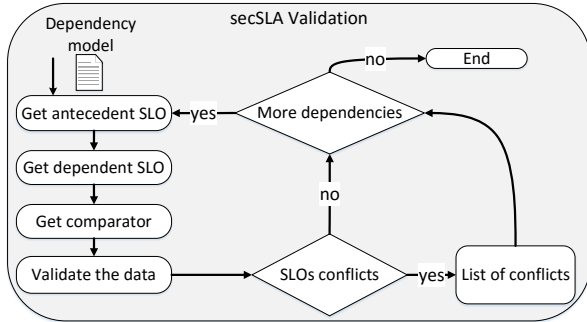 secSLA Validation
Dependency
model
Get antecedent SLO
Get dependent SLO
Get comparator
Validate the data
SLOs conflicts
yes
List of conflicts
no
More dependencies
yes
no
End